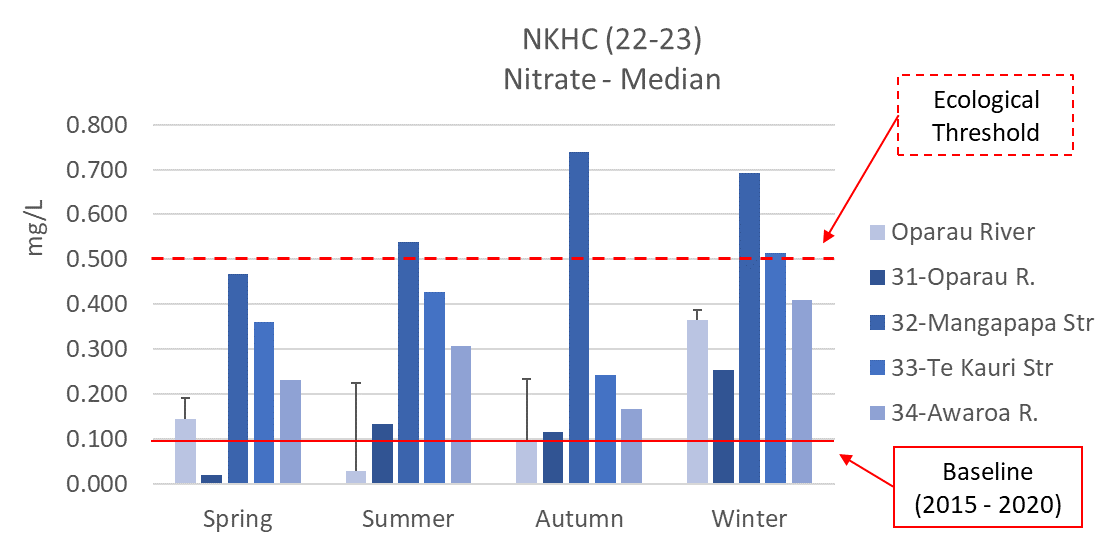 NKHC (22-23)
Nitrate - Median
Ecological
Threshold
0.800
0.700
0.600
0.500
0.400
0.300
0.200
0.100
0.000
mg/L
Spring
Summer
Autumn
Winter
Oparau River
31-Oparau R.
32-Mangapapa Str
33-Te Kauri Str
34-Awaroa R.
Baseline
(2015 - 2020)